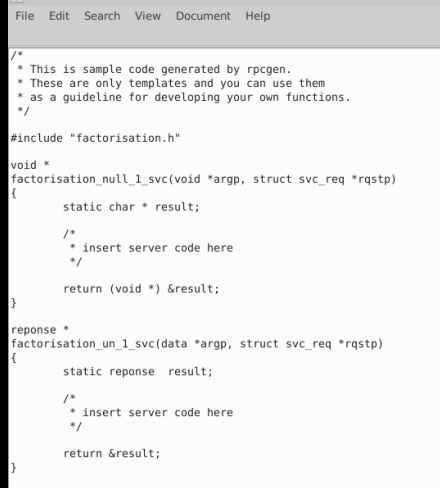 File Edit Search View Document Help
/*
 * This is sample code generated by rpcgen.
 * These are only templates and you can use them
 * as a guideline for developing your own functions.
 */
#include "factorisation.h"
void *
factorisation_null_1_svc(void *argp, struct svc_req *rqstp)
{
static char * result;
/*
 * insert server code here
 */
return (void *) &result;
}
reponse *
factorisation_un_1_svc(data *argp, struct svc_req *rqstp)
{
static reponse  result;
/*
 * insert server code here
 */
return &result;
}